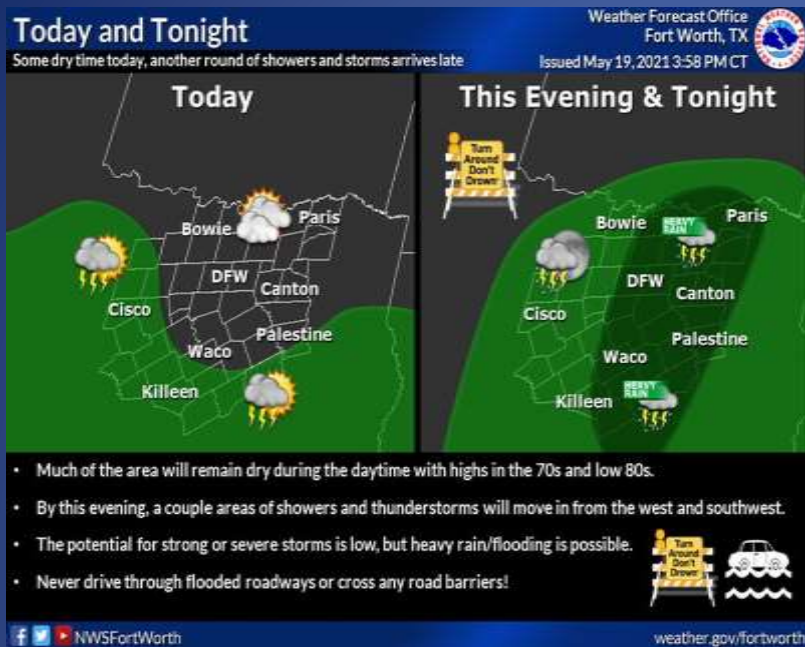 Today and Tonight
Some dry time today, another round of showers and storms arrives late
Weather Forecast Office
Fort Worth, TX
Issued May 19, 2021 3:58 PM CT
Today
Bowie
Paris
DFW
Canton
Cisco
Palestine
Waco
Killeen
This Evening & Tonight
Turn
Around
Don't
Drown
Bowie
HEAVY
RAIN
Paris
DFW
Canton
Cisco
Palestine
Waco
HEAVY
RAIN
Killeen
• Much of the area will remain dry during the daytime with highs in the 70s and low 80s.
• By this evening, a couple areas of showers and thunderstorms will move in from the west and southwest.
• The potential for strong or severe storms is low, but heavy rain/flooding is possible.
• Never drive through flooded roadways or cross any road barriers!
Turn
Around
Don't
Drown
NWSFortWorth
weather.gov/fortworth